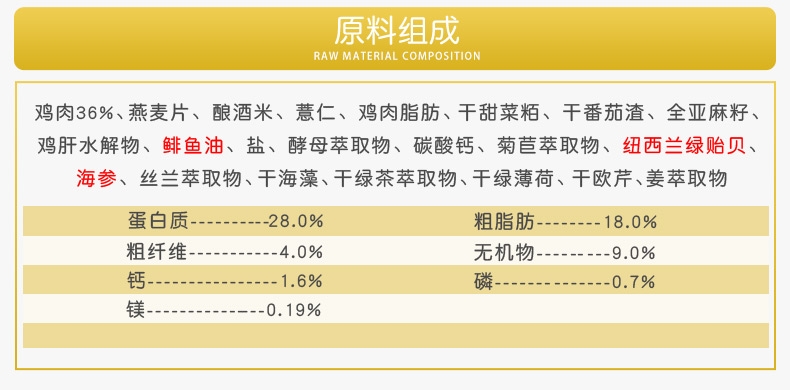 原料组成
RAW MATERIAL COMPOSITION
鸡肉36%、燕麦片、酿酒米、薏仁、鸡肉脂肪、干甜菜粕、干番茄渣、全亚麻籽、
鸡肝水解物、鲱鱼油、盐、酵母萃取物、碳酸钙、菊苣萃取物、纽西兰绿贻贝、
海参、丝兰萃取物、干海藻、干绿茶萃取物、干绿薄荷、干欧芹、姜萃取物
蛋白质----------28.0% 粗脂肪--------18.0%
粗纤维-----------4.0% 无机物---------9.0%
钙----------------1.6% 磷--------------0.7%
镁--------------0.19%